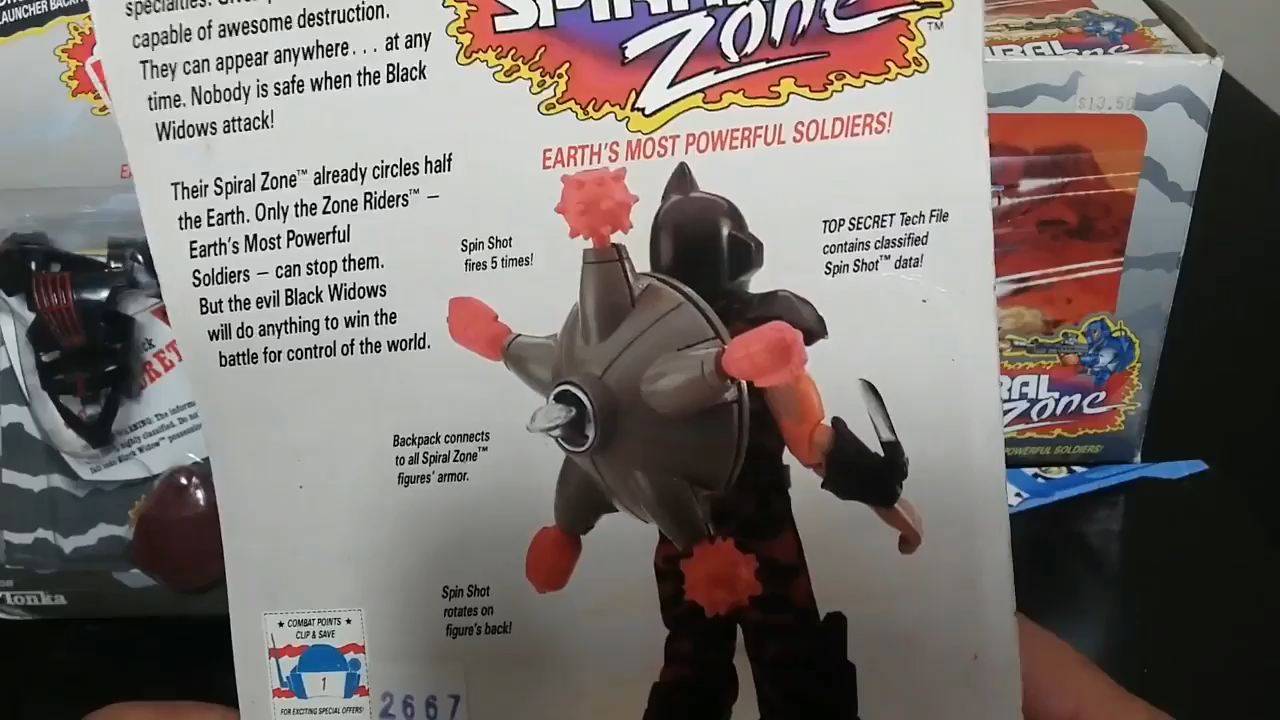 capable of awesome destruction.
They can appear anywhere... at any
time. Nobody is safe when the Black
Widows attack!
Their Spiral Zone™ already circles half
the Earth. Only the Zone Riders™ —
Earth's Most Powerful
Soldiers — can stop them.
But the evil Black Widows
will do anything to win the
battle for control of the world.
Zone™
EARTH'S MOST POWERFUL SOLDIERS!
Spin Shot
fires 5 times!
TOP SECRET Tech File
contains classified
Spin Shot™ data!
Backpack connects
to all Spiral Zone™
figures' armor.
Spin Shot
rotates on
figure's back!
★ COMBAT POINTS ★
CLIP & SAVE
1
FOR EXCITING SPECIAL OFFERS!
2667
Tonka
$13.50
RAL
Zone
POWERFUL SOLDIERS!